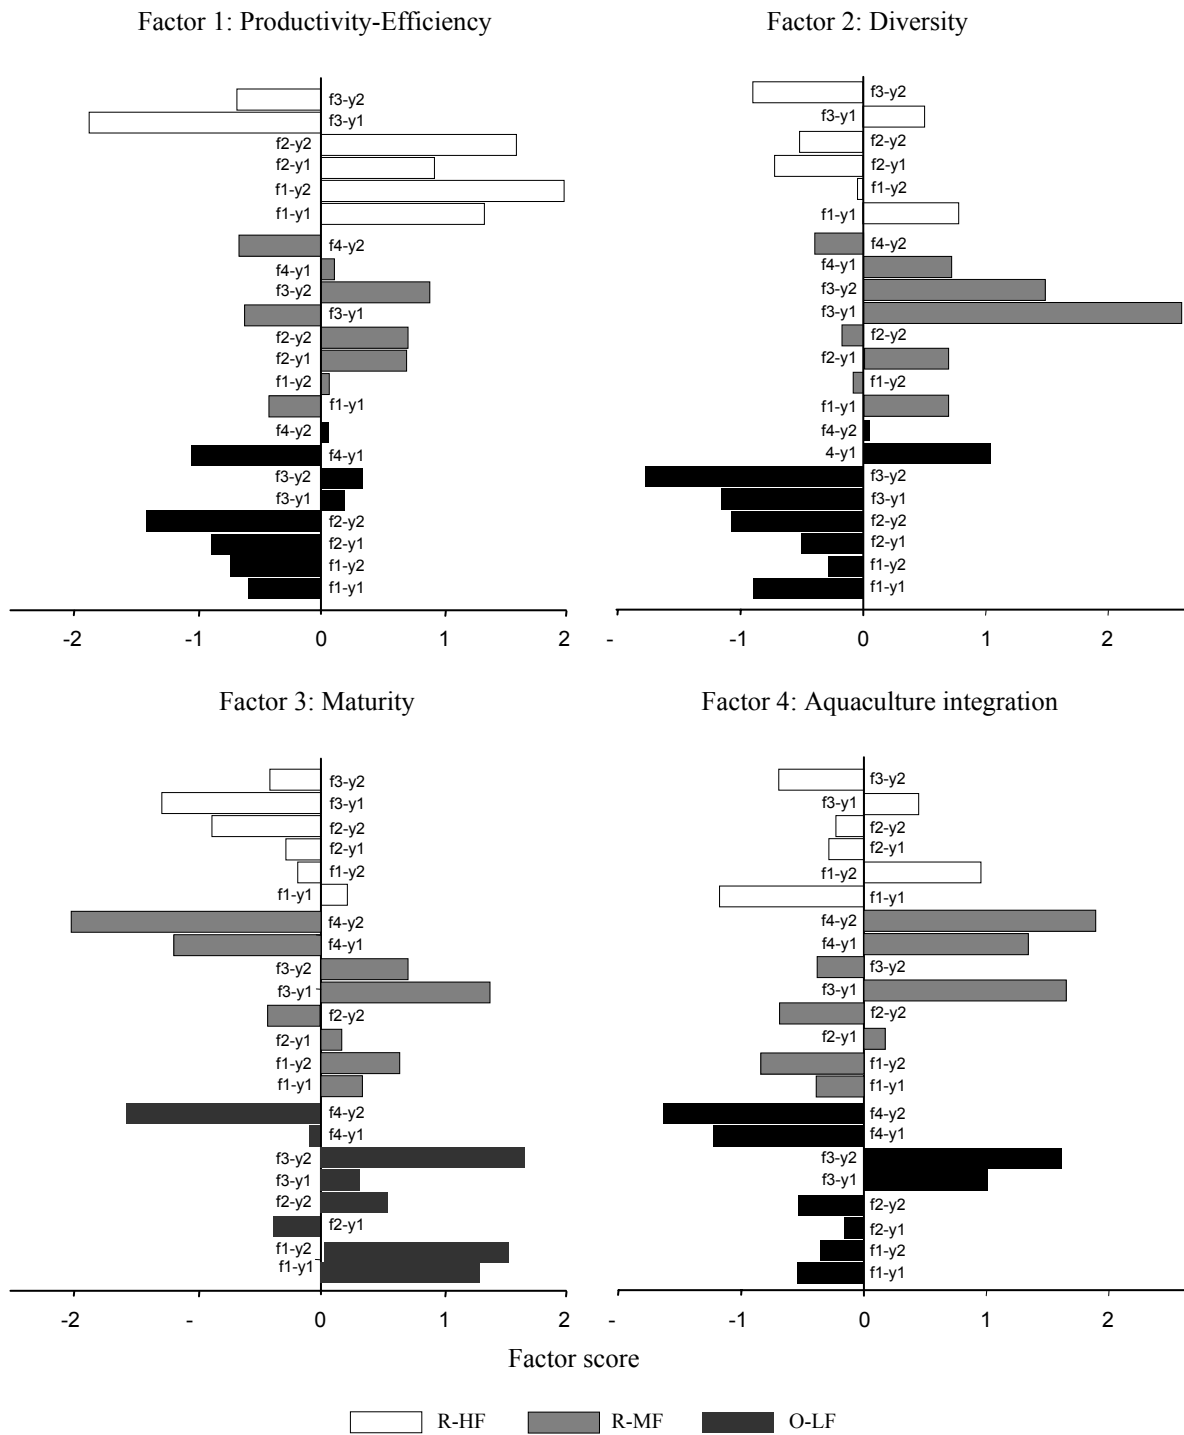 Factor 1: Productivity-Efficiency
f3-y2
f3-y1
f2-y2
f2-y1
f1-y2
f1-y1
f4-y2
f4-y1
f3-y2
f3-y1
f2-y2
f2-y1
f1-y2
f1-y1
f4-y2
f4-y1
f3-y2
f3-y1
f2-y2
f2-y1
f1-y2
f1-y1
-2 -1 0 1 2
Factor 2: Diversity
f3-y2
f3-y1
f2-y2
f2-y1
f1-y2
f1-y1
f4-y2
f4-y1
f3-y2
f3-y1
f2-y2
f2-y1
f1-y2
f1-y1
f4-y2
4-y1
f3-y2
f3-y1
f2-y2
f2-y1
f1-y2
f1-y1
- -1 0 1 2
Factor 3: Maturity
f3-y2
f3-y1
f2-y2
f2-y1
f1-y2
f1-y1
f4-y2
f4-y1
f3-y2
f3-y1
f2-y2
f2-y1
f1-y2
f1-y1
f4-y2
f4-y1
f3-y2
f3-y1
f2-y2
f2-y1
f1-y2
f1-y1
-2 - 0 1 2
Factor 4: Aquaculture integration
f3-y2
f3-y1
f2-y2
f2-y1
f1-y2
f1-y1
f4-y2
f4-y1
f3-y2
f3-y1
f2-y2
f2-y1
f1-y2
f1-y1
f4-y2
f4-y1
f3-y2
f3-y1
f2-y2
f2-y1
f1-y2
f1-y1
- -1 0 1 2
Factor score
R-HF R-MF O-LF